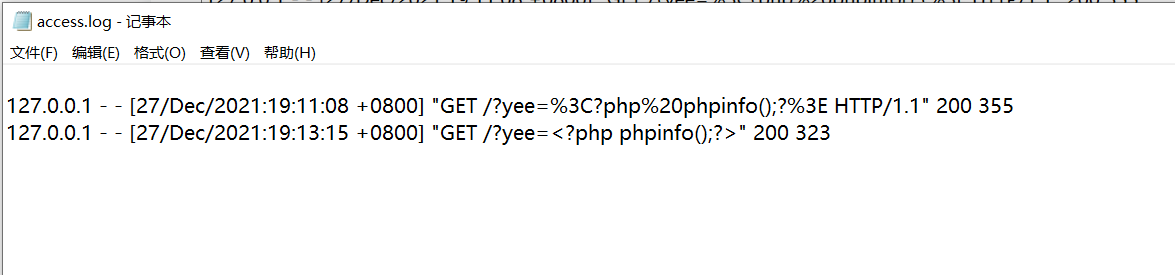 access.log - 记事本
文件(F) 编辑(E) 格式(O) 查看(V) 帮助(H)
127.0.0.1 - - [27/Dec/2021:19:11:08 +0800] "GET /?yee=%3C?php%20phpinfo();?%3E HTTP/1.1" 200 355
127.0.0.1 - - [27/Dec/2021:19:13:15 +0800] "GET /?yee=<?php phpinfo();?>" 200 323